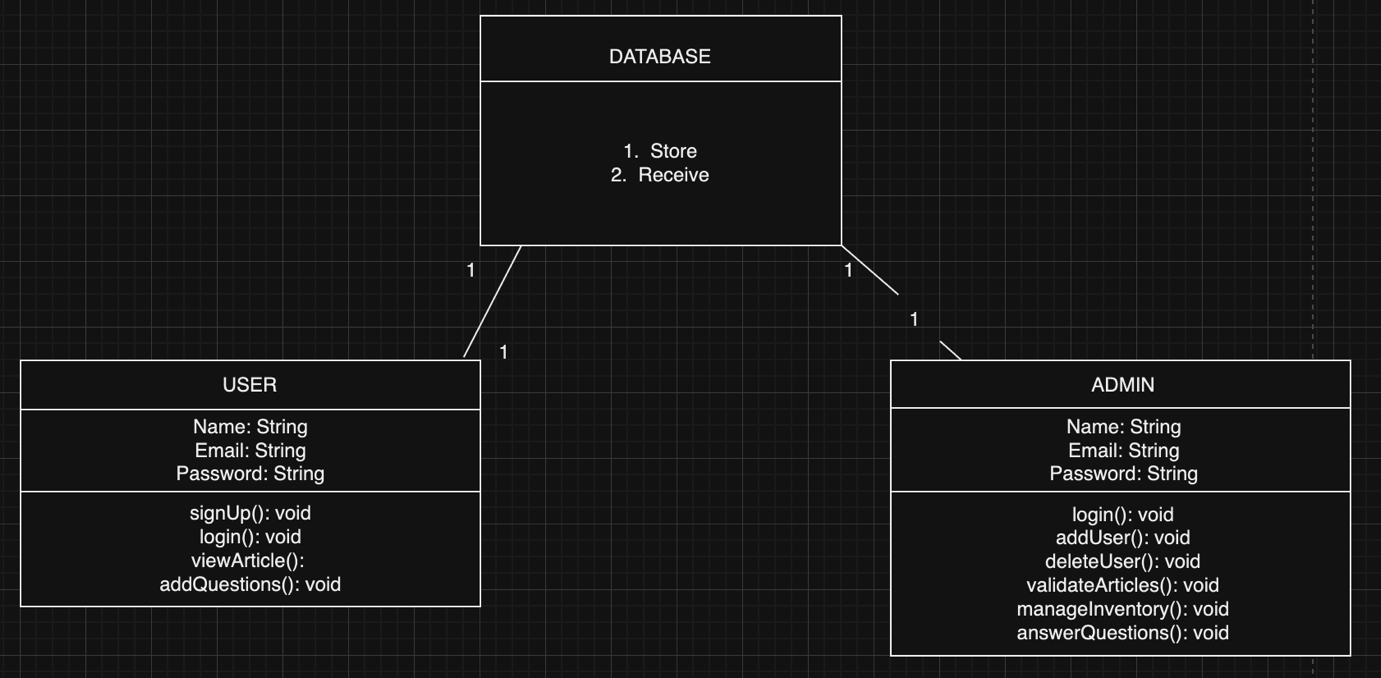 DATABASE
1. Store
2. Receive
1
1
1
1
USER
Name: String
Email: String
Password: String
signUp(): void
login(): void
viewArticle():
addQuestions(): void
ADMIN
Name: String
Email: String
Password: String
login(): void
addUser(): void
deleteUser(): void
validateArticles(): void
manageInventory(): void
answerQuestions(): void